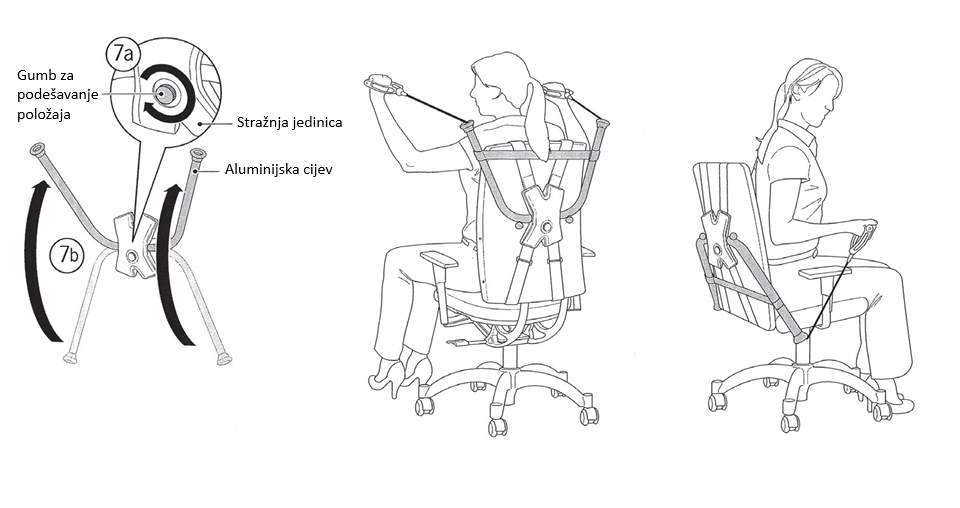 7a
Gumb za
podešavanje
položaja
Stražnja jedinica
Aluminijska cijev
7b